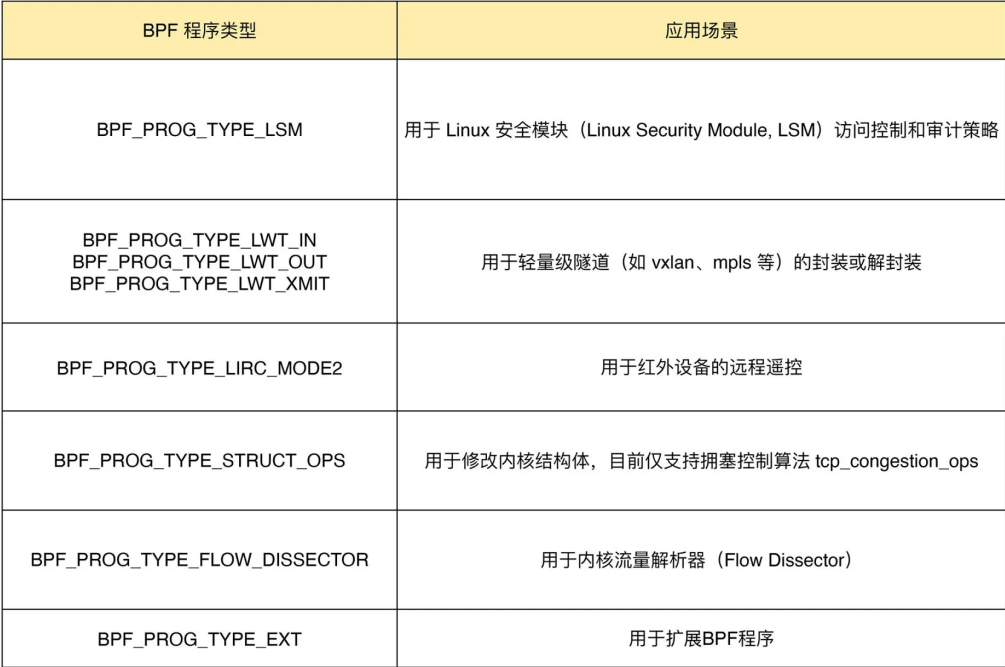 BPF 程序类型
应用场景
BPF_PROG_TYPE_LSM
用于 Linux 安全模块（Linux Security Module, LSM）访问控制和审计策略
BPF_PROG_TYPE_LWT_IN
BPF_PROG_TYPE_LWT_OUT
BPF_PROG_TYPE_LWT_XMIT
用于轻量级隧道（如 vxlan、mpls 等）的封装或解封装
BPF_PROG_TYPE_LIRC_MODE2
用于红外设备的远程遥控
BPF_PROG_TYPE_STRUCT_OPS
用于修改内核结构体，目前仅支持拥塞控制算法 tcp_congestion_ops
BPF_PROG_TYPE_FLOW_DISSECTOR
用于内核流量解析器（Flow Dissector）
BPF_PROG_TYPE_EXT
用于扩展BPF程序